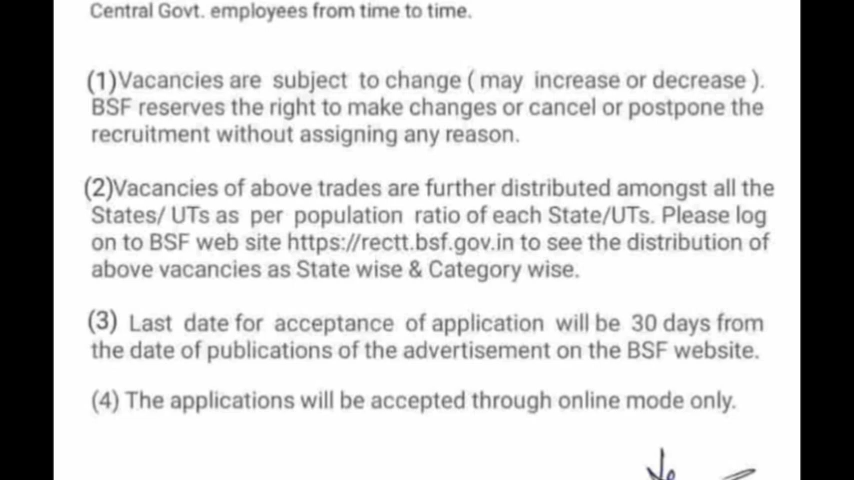 Central Govt. employees from time to time.
(1)Vacancies are subject to change ( may increase or decrease ).
BSF reserves the right to make changes or cancel or postpone the
recruitment without assigning any reason.
(2)Vacancies of above trades are further distributed amongst all the
States/ UTs as per population ratio of each State/UTs. Please log
on to BSF web site https://rectt.bsf.gov.in to see the distribution of
above vacancies as State wise & Category wise.
(3) Last date for acceptance of application will be 30 days from
the date of publications of the advertisement on the BSF website.
(4) The applications will be accepted through online mode only.